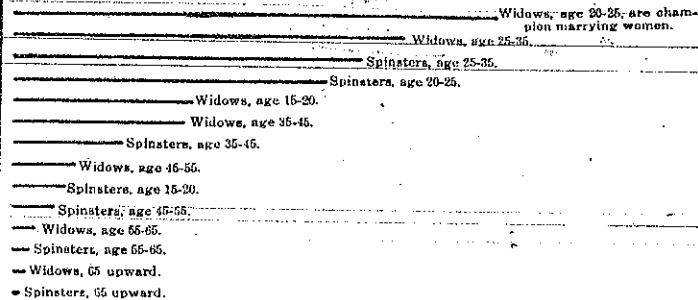 Widows, age 20-25, are cham-
pion marrying women.
Widows, age 25-35.
Spinsters, age 25-35.
Spinsters, age 20-25.
Widows, age 15-20.
Widows, age 35-45.
Spinsters, age 35-45.
Widows, age 45-55.
Spinsters, age 15-20.
Spinsters, age 45-55.
Widows, age 55-65.
Spinsters, age 55-65.
Widows, 65 upward.
Spinsters, 65 upward.